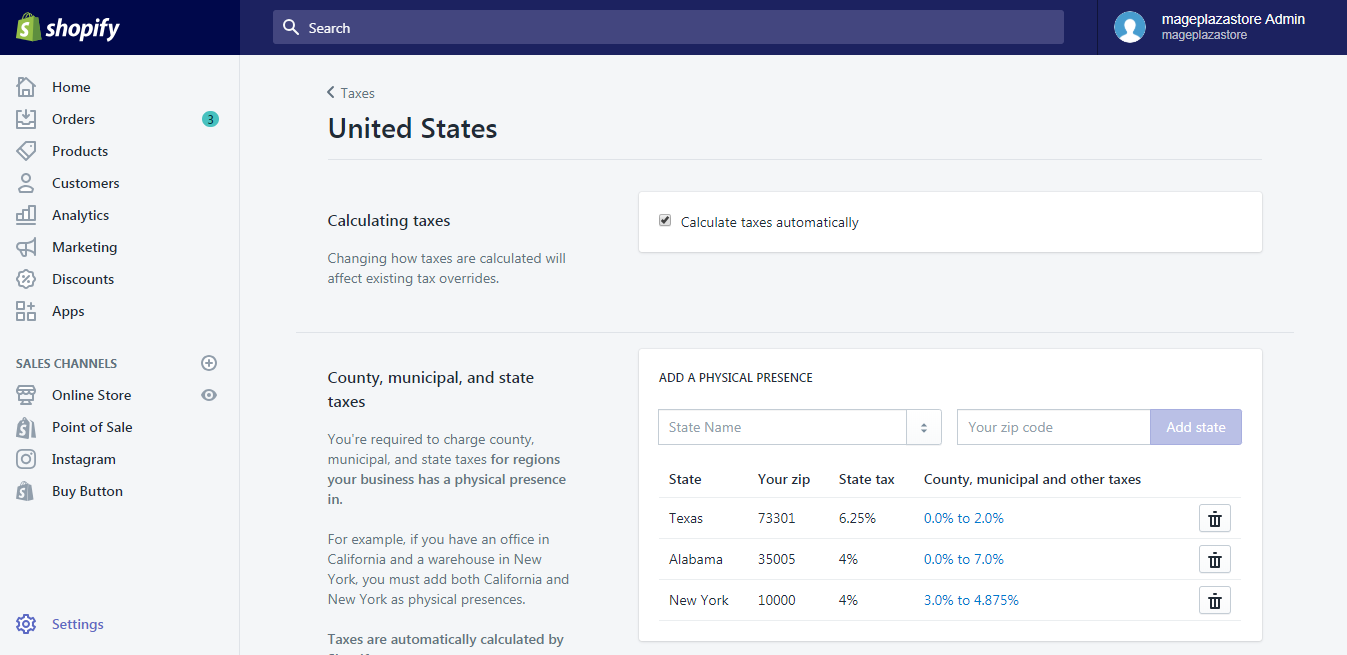 shopify
Search
mageplazastore Admin
mageplazastore
Home
Orders
3
Products
Customers
Analytics
Marketing
Discounts
Apps
SALES CHANNELS
Online Store
Point of Sale
Instagram
Buy Button
Settings
Taxes
United States
Calculating taxes
Changing how taxes are calculated will
affect existing tax overrides.
Calculate taxes automatically
County, municipal, and state
taxes
You're required to charge county,
municipal, and state taxes for regions
your business has a physical presence
in.
For example, if you have an office in
California and a warehouse in New
York, you must add both California and
New York as physical presences.
Taxes are automatically calculated by
ADD A PHYSICAL PRESENCE
State Name
Your zip code
Add state
State Your zip State tax County, municipal and other taxes
Texas 73301 6.25% 0.0% to 2.0%
Alabama 35005 4% 0.0% to 7.0%
New York 10000 4% 3.0% to 4.875%